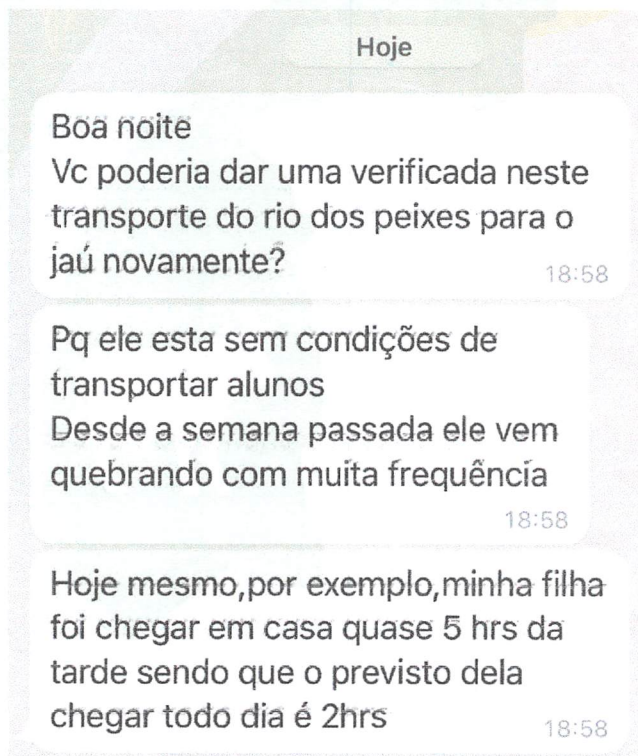 Hoje
Boa noite
Vc poderia dar uma verificada neste
transporte do rio dos peixes para o
jaú novamente?
18:58
Pq ele esta sem condições de
transportar alunos
Desde a semana passada ele vem
quebrando com muita frequência
18:58
Hoje mesmo,por exemplo,minha filha
foi chegar em casa quase 5 hrs da
tarde sendo que o previsto dela
chegar todo dia é 2hrs
18:58